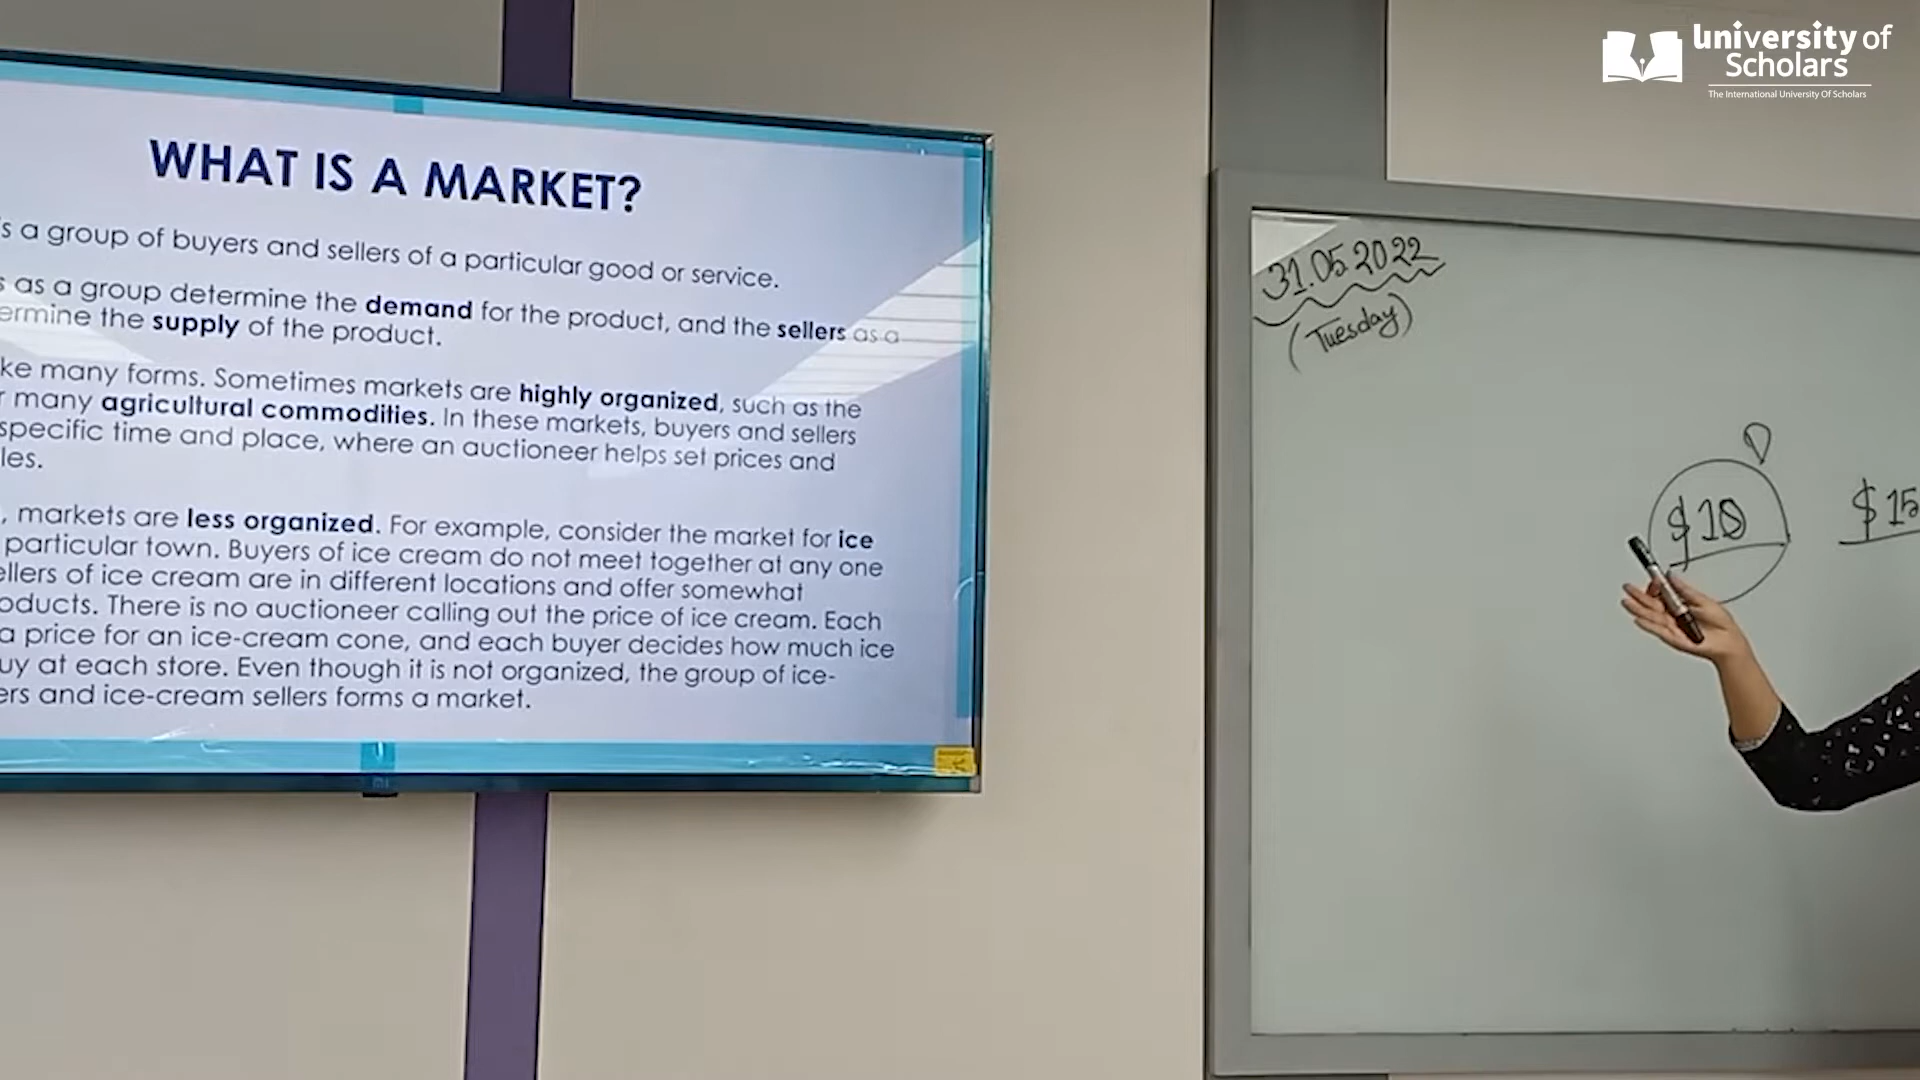 University of
Scholars
The International University Of Scholars
WHAT IS A MARKET?
s a group of buyers and sellers of a particular good or service.
s as a group determine the demand for the product, and the sellers as a
ermine the supply of the product.
ke many forms. Sometimes markets are highly organized, such as the
r many agricultural commodities. In these markets, buyers and sellers
specific time and place, where an auctioneer helps set prices and
les.
, markets are less organized. For example, consider the market for ice
particular town. Buyers of ice cream do not meet together at any one
ellers of ice cream are in different locations and offer somewhat
oducts. There is no auctioneer calling out the price of ice cream. Each
a price for an ice-cream cone, and each buyer decides how much ice
uy at each store. Even though it is not organized, the group of ice-
ers and ice-cream sellers forms a market.
mi
31.05.2022
(Tuesday)
$10
$15